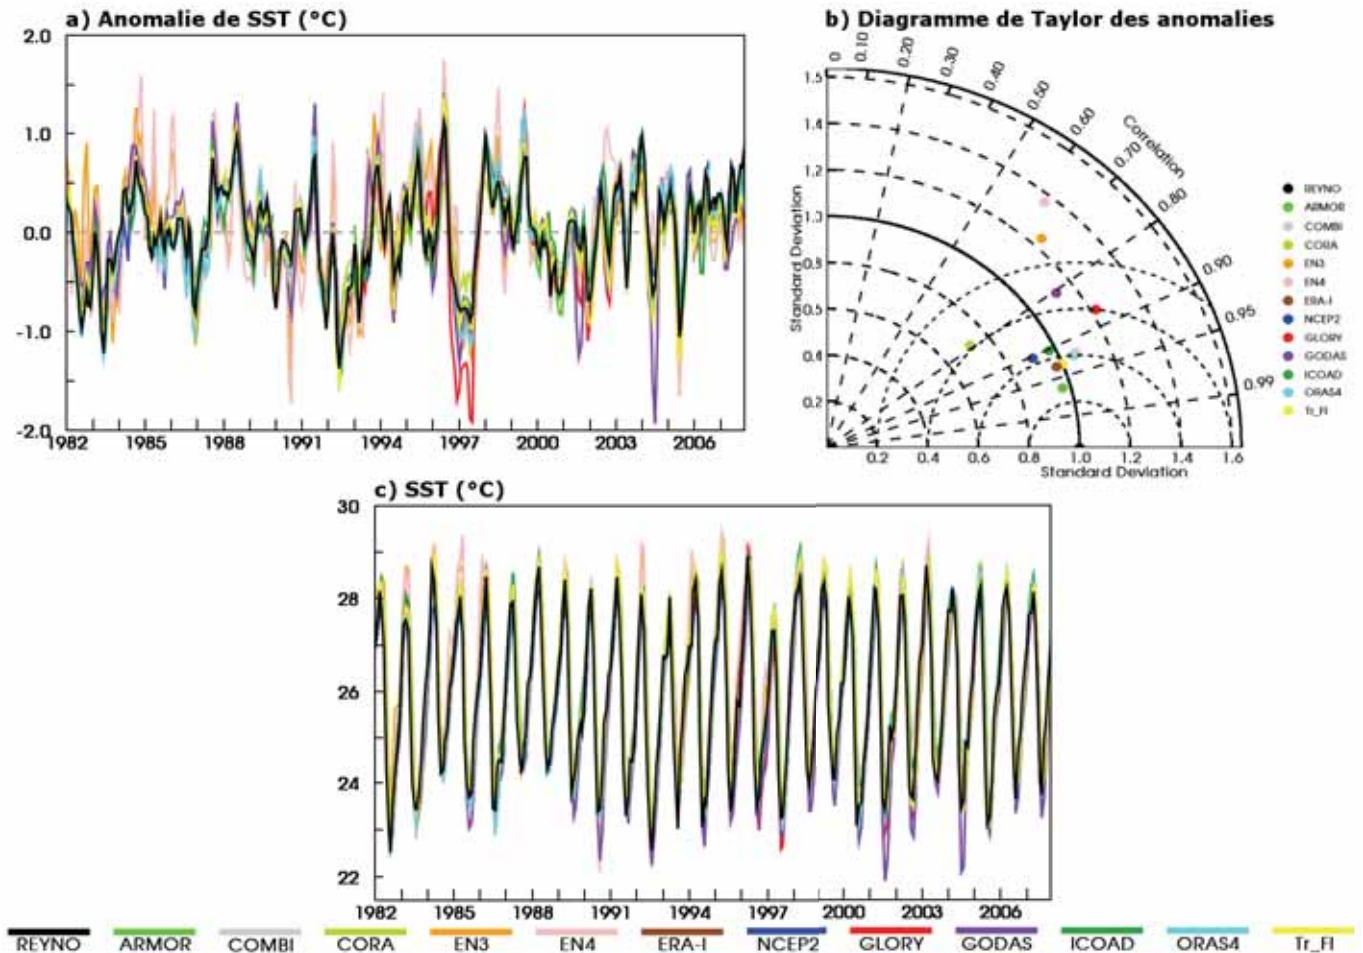 a) Anomalie de SST (°C)
2.0
1.0
0.0
-1.0
-2.0
1982 1985 1988 1991 1994 1997 2000 2003 2006
b) Diagramme de Taylor des anomalies
0 0.10 0.20 0.30 0.40 0.50 0.60 0.70 0.80 0.90 0.95 0.99
Correlation
Standard Deviation
1.5
1.4
1.2
1.0
0.8
0.5
0.4
0.2
0.2 0.4 0.6 0.8 1.0 1.2 1.4 1.6
Standard Deviation
REYNO
ARMOR
COMBI
CORA
EN3
EN4
ERA-I
NCEP2
GLORY
GODAS
ICOAD
ORAS4
Tr_FI
c) SST (°C)
30
28
26
24
22
1982 1985 1988 1991 1994 1997 2000 2003 2006
REYNO ARMOR COMBI CORA EN3 EN4 ERA-I NCEP2 GLORY GODAS ICOAD ORAS4 Tr_FI